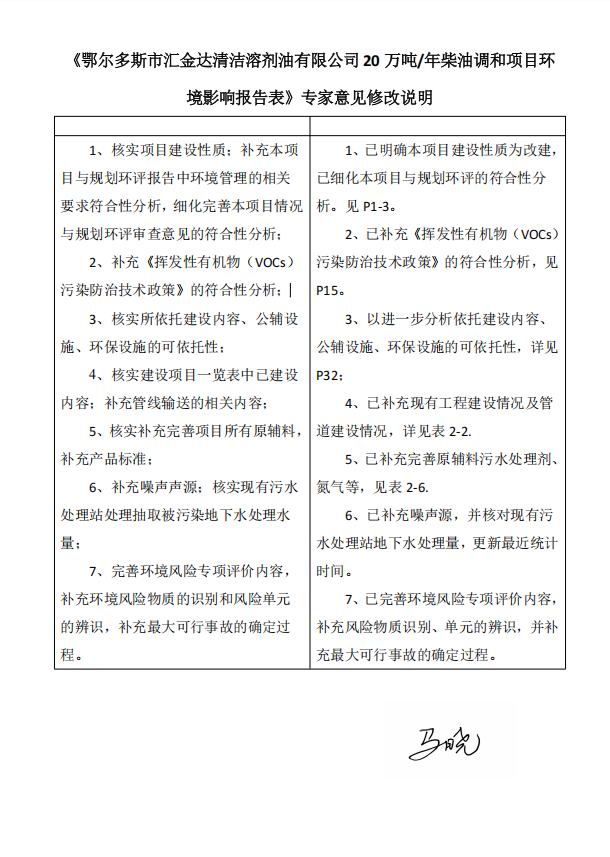 《鄂尔多斯市汇金达清洁溶剂油有限公司 20 万吨/年柴油调和项目环
境影响报告表》专家意见修改说明
1、核实项目建设性质；补充本项
目与规划环评报告中环境管理的相关
要求符合性分析，细化完善本项目情况
与规划环评审查意见的符合性分析；
2、补充《挥发性有机物（VOCs）
污染防治技术政策》的符合性分析；
3、核实所依托建设内容、公辅设
施、环保设施的可依托性；
4、核实建设项目一览表中已建设
内容；补充管线输送的相关内容；
5、核实补充完善项目所有原辅料，
补充产品标准；
6、补充噪声声源；核实现有污水
处理站处理抽取被污染地下水处理水
量；
7、完善环境风险专项评价内容，
补充环境风险物质的识别和风险单元
的辨识，补充最大可行事故的确定过
程。
1、已明确本项目建设性质为改建，
已细化本项目与规划环评的符合性分
析。见 P1-3。
2、已补充《挥发性有机物（VOCs）
污染防治技术政策》的符合性分析，见
P15。
3、以进一步分析依托建设内容、
公辅设施、环保设施的可依托性，详见
P32；
4、已补充现有工程建设情况及管
道建设情况，详见表 2-2.
5、已补充完善原辅料污水处理剂、
氮气等，见表 2-6.
6、已补充噪声源，并核对现有污
水处理站地下水处理量，更新最近统计
时间。
7、已完善环境风险专项评价内容，
补充风险物质识别、单元的辨识，并补
充最大可行事故的确定过程。
马晓